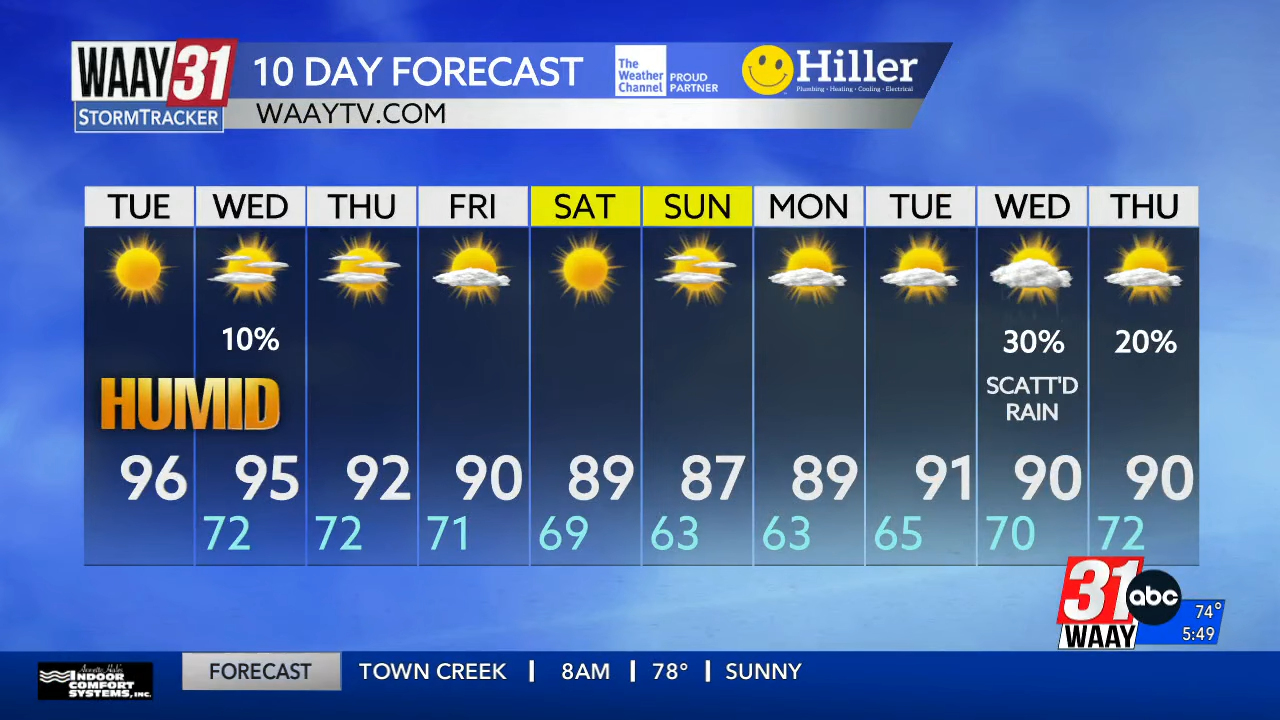 WAAY 31
STORMTRACKER
10 DAY FORECAST
WAAYTV.COM
The
Weather
Channel
PROUD
PARTNER
Hiller
Plumbing • Heating • Cooling • Electrical
TUE WED THU FRI SAT SUN MON TUE WED THU
10% 30% 20%
SCATT'D
RAIN
HUMID
96 95 92 90 89 87 89 91 90 90
72 72 71 69 63 63 65 70 72
31 abc
WAAY
74°
5:49
INDOOR
COMFORT
SYSTEMS, INC.
FORECAST TOWN CREEK | 8AM | 78° | SUNNY